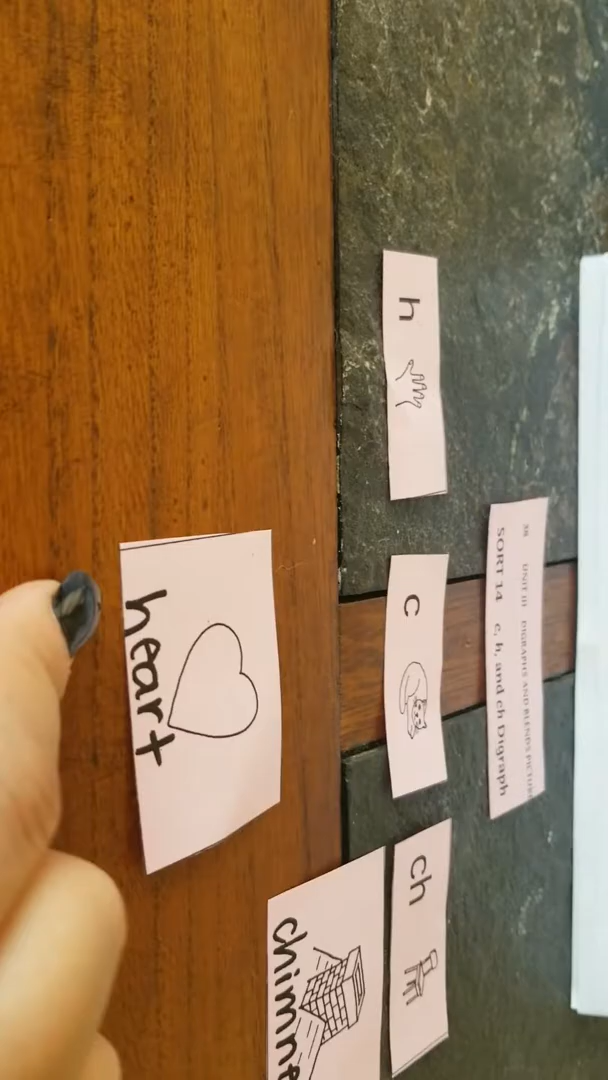 38 UNIT III DIGRAPHS AND BLENDS PICTURE
SORT 14 c, h, and ch Digraph
h
c
ch
heart
chimne